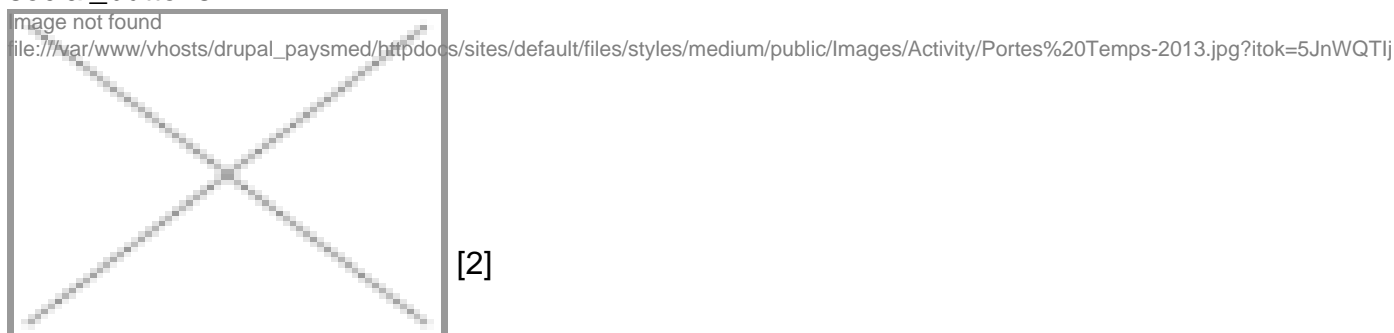 Image not found
file:///var/www/vhosts/drupal_paysmed/httpdocs/sites/default/files/styles/medium/public/Images/Activity/Portes%20Temps-2013.jpg?itok=5JnWQTIj
[2]